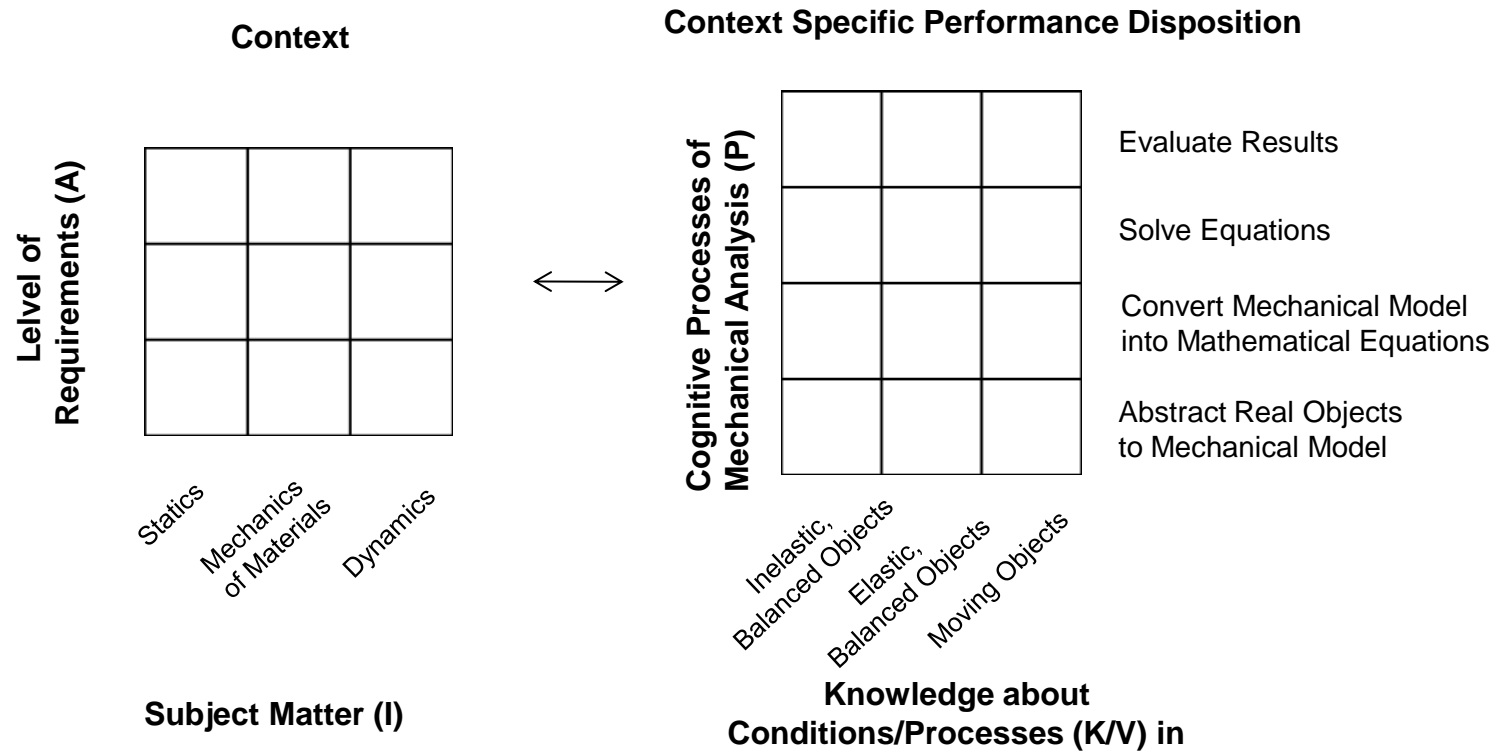 Context
Lelvel of
Requirements (A)
Statics
Mechanics
of Materials
Dynamics
Subject Matter (I)
Context Specific Performance Disposition
Cognitive Processes of
Mechanical Analysis (P)
Evaluate Results
Solve Equations
Convert Mechanical Model
into Mathematical Equations
Abstract Real Objects
to Mechanical Model
Inelastic,
Balanced Objects
Elastic,
Balanced Objects
Moving Objects
Knowledge about
Conditions/Processes (K/V) in